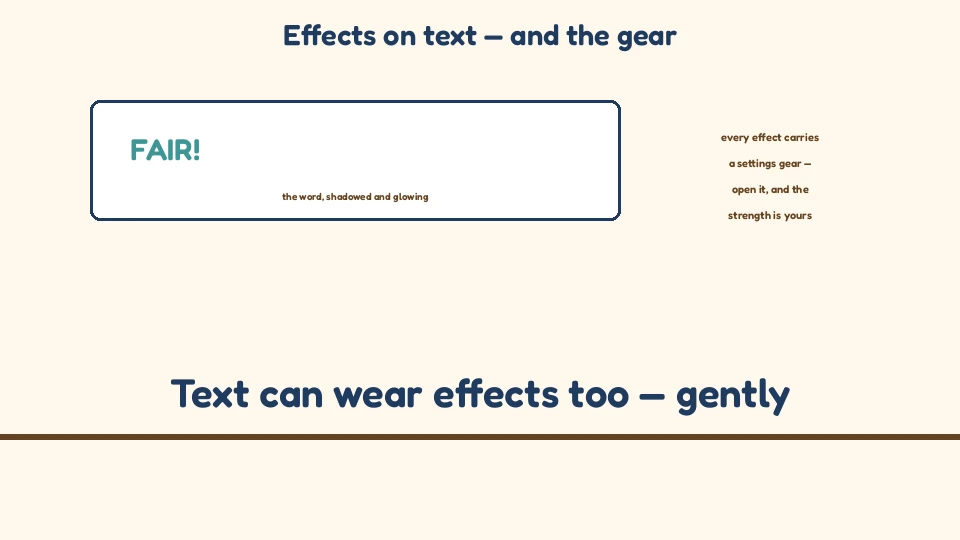 Effects on text — and the gear
FAIR!
the word, shadowed and glowing
every effect carries
a settings gear —
open it, and the
strength is yours
Text can wear effects too — gently